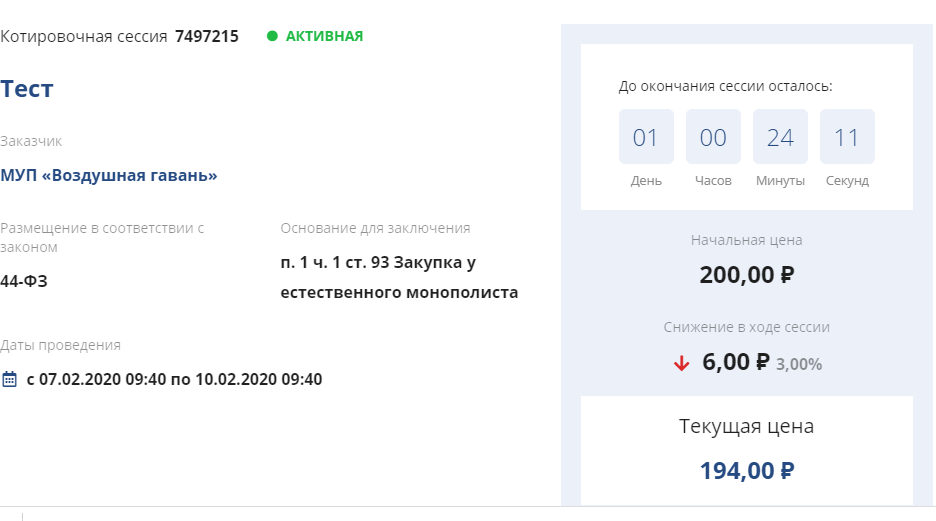 Котировочная сессия 7497215 АКТИВНАЯ
Тест
Заказчик
МУП «Воздушная гавань»
Размещение в соответствии с
законом
44-ФЗ
Основание для заключения
п. 1 ч. 1 ст. 93 Закупка у
естественного монополиста
Даты проведения
с 07.02.2020 09:40 по 10.02.2020 09:40
До окончания сессии осталось:
01 00 24 11
День Часов Минуты Секунд
Начальная цена
200,00 ₽
Снижение в ходе сессии
6,00 ₽ 3,00%
Текущая цена
194,00 ₽